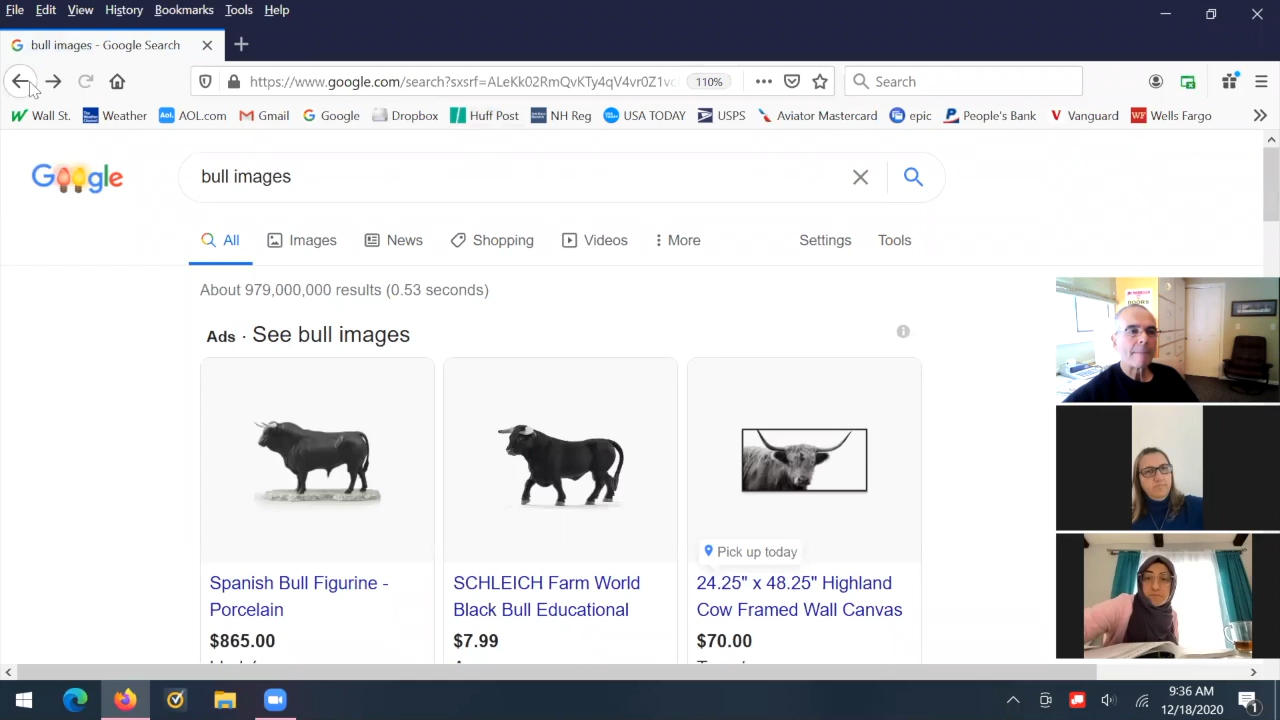 File Edit View History Bookmarks Tools Help
bull images - Google Search
https://www.google.com/search?sxsrf=ALeKk02RmQvKTy4qV4vr0Z1vc 110% Search
Wall St. Weather Aol. AOL.com Gmail Google Dropbox Huff Post NH Reg USA TODAY USPS Aviator Mastercard epic People's Bank Vanguard Wells Fargo
Google bull images
All Images News Shopping Videos More Settings Tools
About 979,000,000 results (0.53 seconds)
Ads · See bull images
Pick up today
Spanish Bull Figurine -
Porcelain
$865.00
SCHLEICH Farm World
Black Bull Educational
$7.99
24.25" x 48.25" Highland
Cow Framed Wall Canvas
$70.00
DOORS
9:36 AM
12/18/2020
1